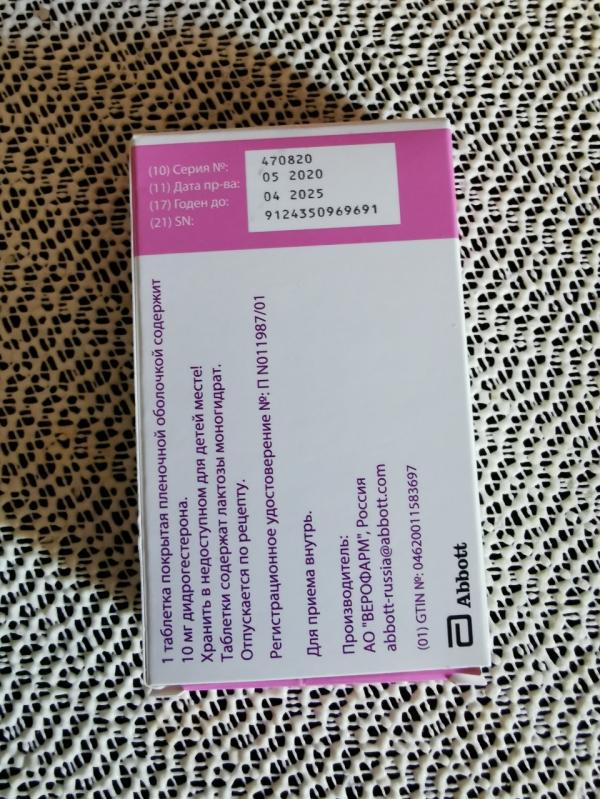 (10) Серия №: 470820
(11) Дата пр-ва: 05 2020
(17) Годен до: 04 2025
(21) SN: 9124350969691
1 таблетка покрытая пленочной оболочкой содержит
10 мг дидрогестерона.
Хранить в недоступном для детей месте!
Таблетки содержат лактозы моногидрат.
Отпускается по рецепту.
Регистрационное удостоверение №: П N011987/01
Для приема внутрь.
Производитель:
АО "ВЕРОФАРМ", Россия
abbott-russia@abbott.com
(01) GTIN №: 04620011583697
Abbott